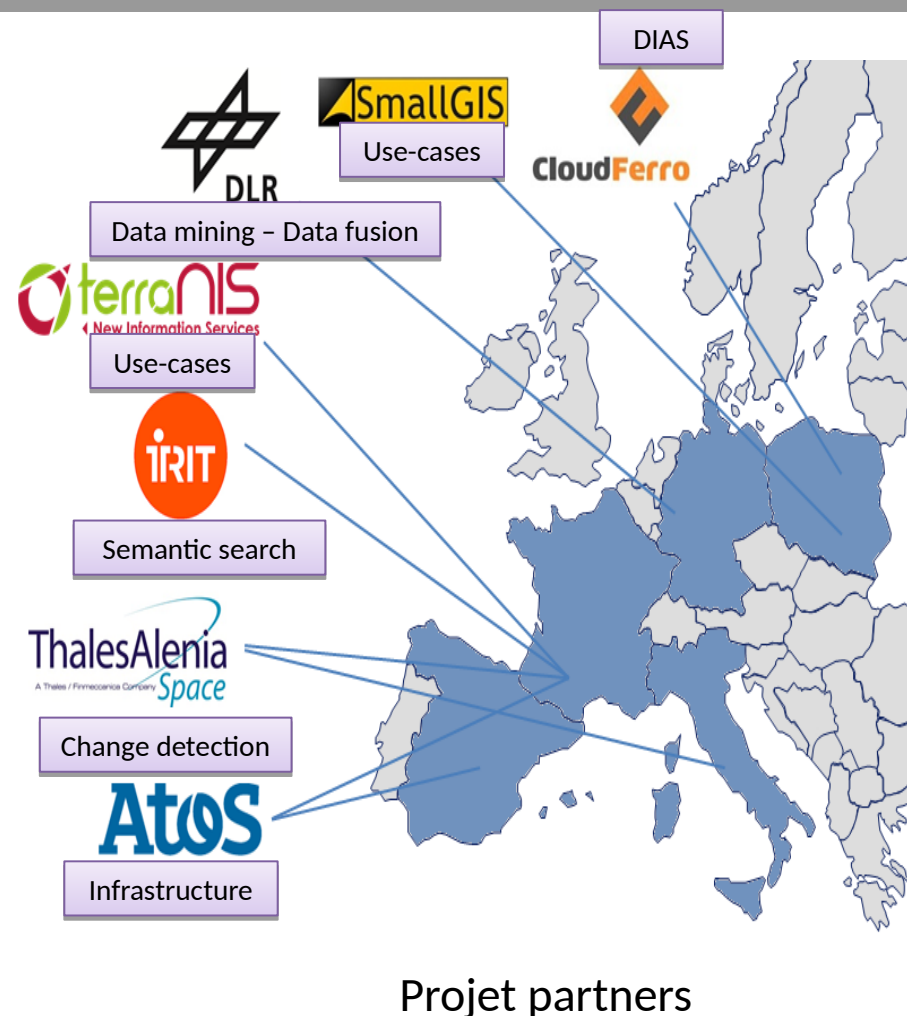 DIAS
SmallGIS
CloudFerro
Use-cases
DLR
Data mining – Data fusion
terraNIS
New Information Services
Use-cases
iRIT
Semantic search
ThalesAlenia
A Thales / Finmeccanica Company
Space
Change detection
Atos
Infrastructure
Projet partners